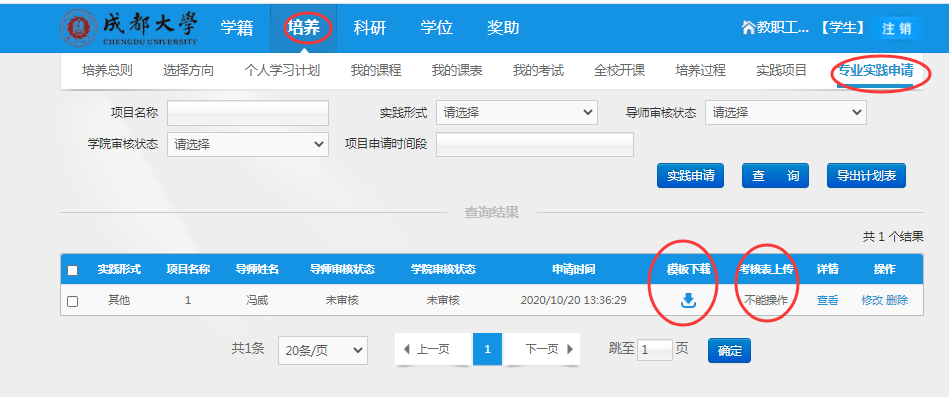 成都大学 学籍 培养 科研 学位 奖助 教职工... 【学生】 注 销
CHENGDU UNIVERSITY
培养总则 选择方向 个人学习计划 我的课程 我的课表 我的考试 全校开课 培养过程 实践项目 专业实践申请
项目名称 实践形式 请选择 导师审核状态 请选择
学院审核状态 请选择 项目申请时间段
实践申请 查 询 导出计划表
查询结果
共 1 个结果
实践形式 项目名称 导师姓名 导师审核状态 学院审核状态 申请时间 模板下载 考核表上传 详情 操作
其他 1 冯威 未审核 未审核 2020/10/20 13:36:29 不能操作 查看 修改 删除
共1条 20条/页 上一页 1 下一页 跳至 1 页 确定